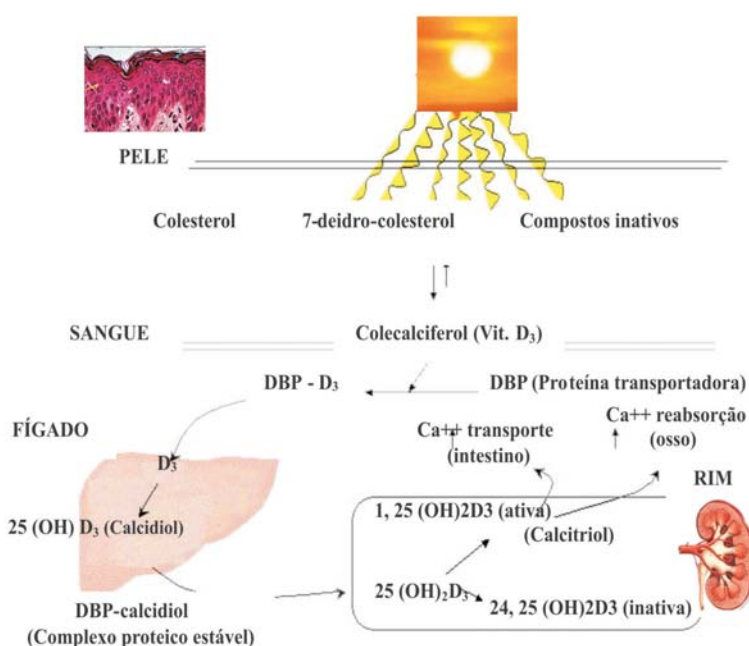 PELE
Colesterol 7-deidro-colesterol Compostos inativos
SANGUE Colecalciferol (Vit. D₃)
DBP - D₃ DBP (Proteína transportadora)
Ca++ reabsorção
(osso)
Ca++ transporte
(intestino)
FÍGADO
D₃
RIM
25 (OH) D₃ (Calcidiol)
1, 25 (OH)2D3 (ativa)
(Calcitriol)
25 (OH)₂D₃
24, 25 (OH)2D3 (inativa)
DBP-calcidiol
(Complexo proteico estável)